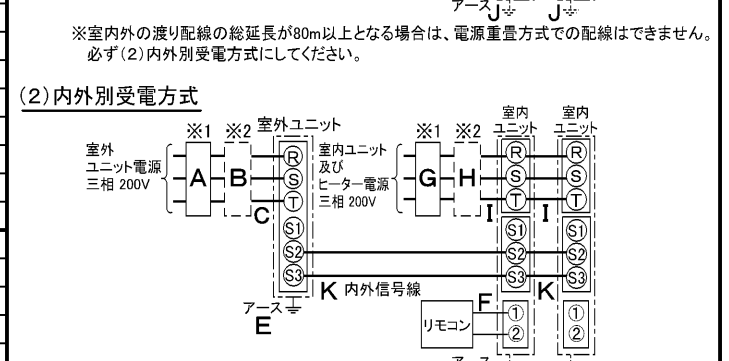 アース J J
※室内外の渡り配線の総延長が80m以上となる場合は、電源重畳方式での配線はできません。
必ず(2)内外別受電方式にしてください。
(2)内外別受電方式
※1 ※2 室外ユニット
室外
ユニット電源
三相 200V
A B C
R
S
T
S1
S2
S3
アース
E
K 内外信号線
※1 ※2
室内ユニット
及び
ヒーター電源
三相 200V
G H I I
室内
ユニット
室内
ユニット
R R
S S
T T
S1 S1
S2 S2
S3 S3
K
F
リモコン
① ①
② ②
アース